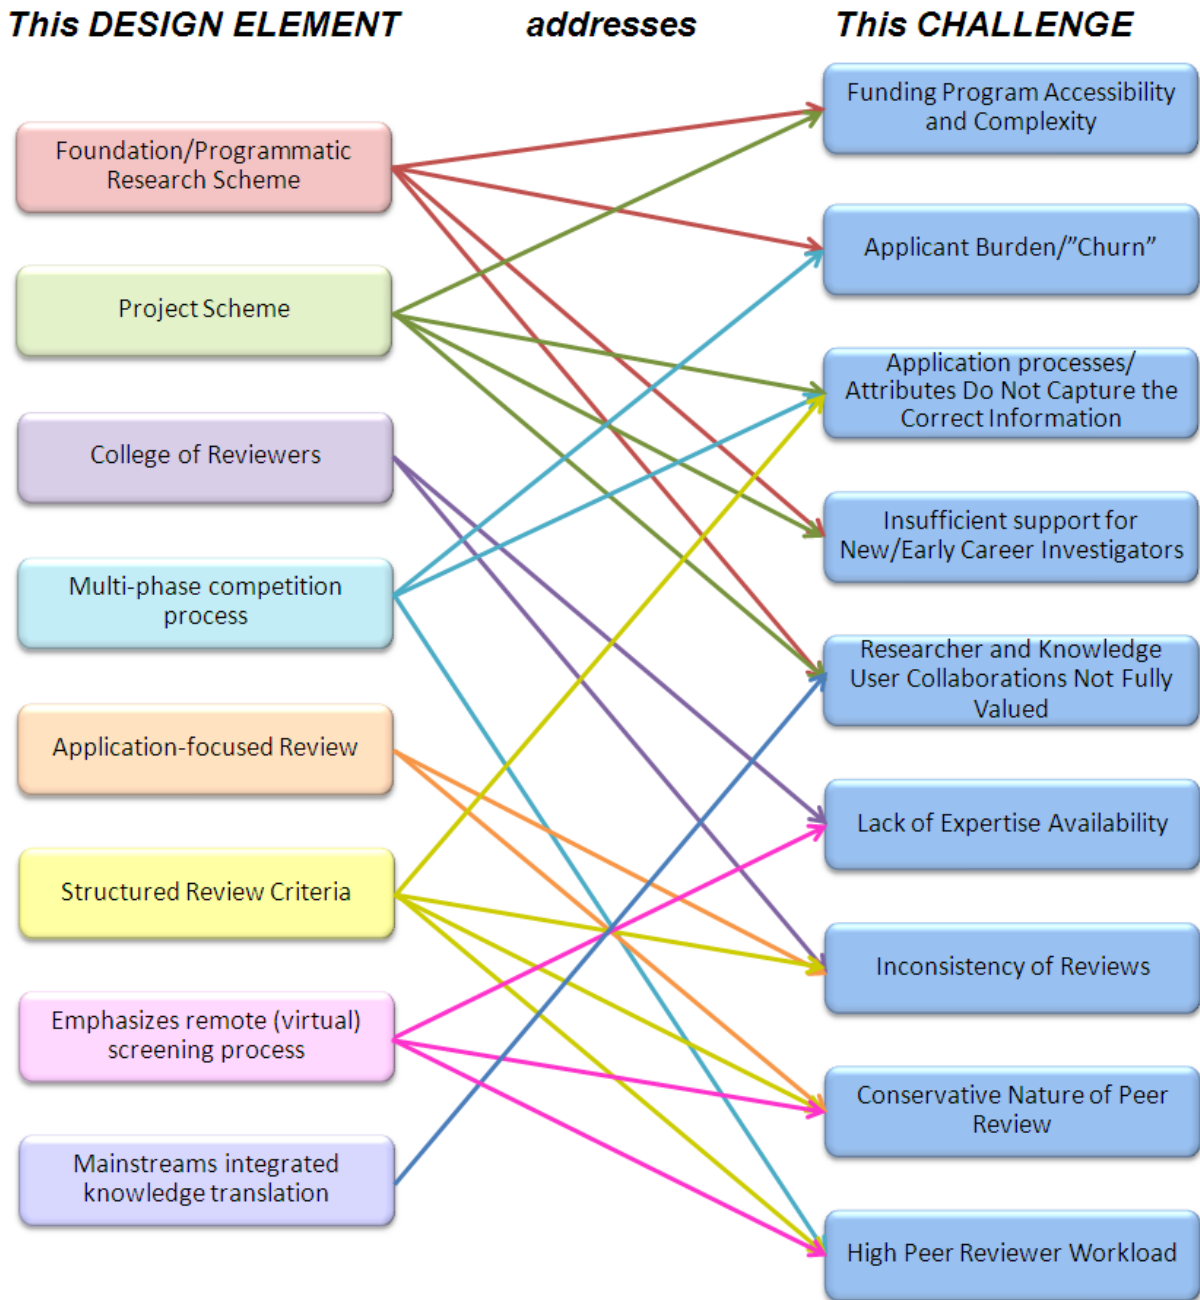 This DESIGN ELEMENT addresses This CHALLENGE
Foundation/Programmatic
Research Scheme
Project Scheme
College of Reviewers
Multi-phase competition
process
Application-focused Review
Structured Review Criteria
Emphasizes remote (virtual)
screening process
Mainstreams integrated
knowledge translation
Funding Program Accessibility
and Complexity
Applicant Burden/”Churn”
Application processes/
Attributes Do Not Capture the
Correct Information
Insufficient support for
New/Early Career Investigators
Researcher and Knowledge
User Collaborations Not Fully
Valued
Lack of Expertise Availability
Inconsistency of Reviews
Conservative Nature of Peer
Review
High Peer Reviewer Workload